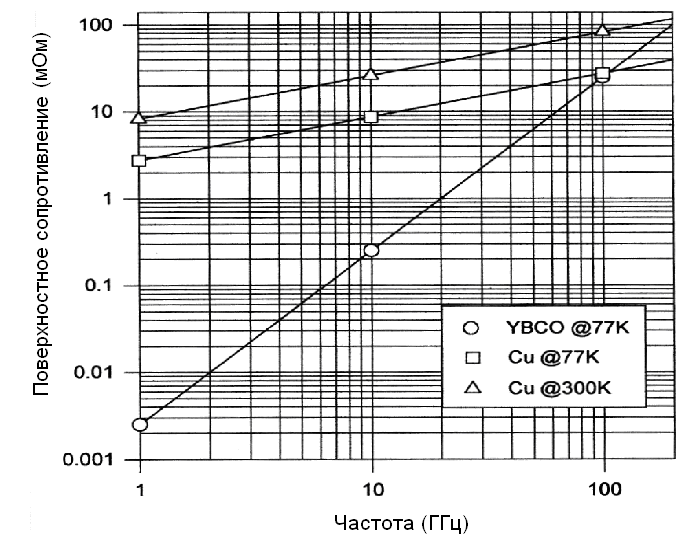 Поверхностное сопротивление (мОм)
100
10
1
0.1
0.01
0.001
YBCO @77K
Cu @77K
Cu @300K
1
10
100
Частота (ГГц)